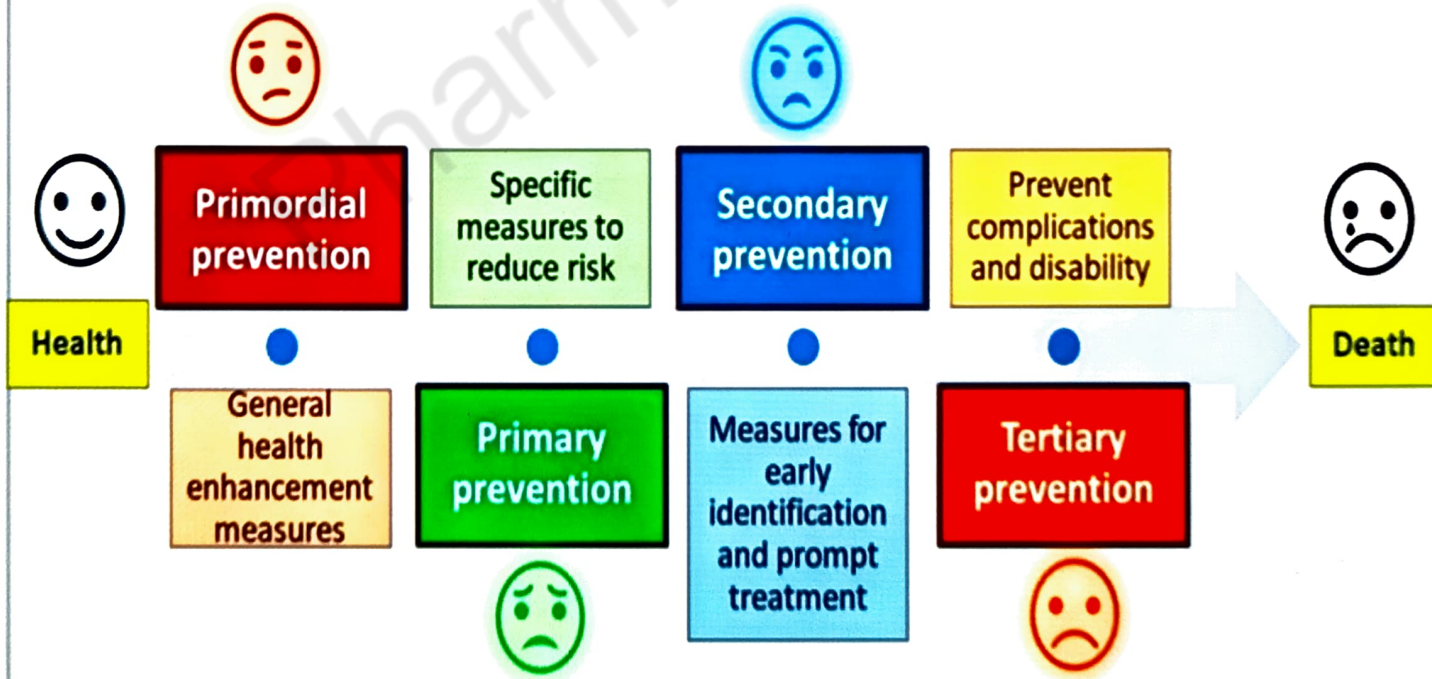 Pharm
Health
Primordial
prevention
General
health
enhancement
measures
Specific
measures to
reduce risk
Primary
prevention
Secondary
prevention
Measures for
early
identification
and prompt
treatment
Prevent
complications
and disability
Tertiary
prevention
Death